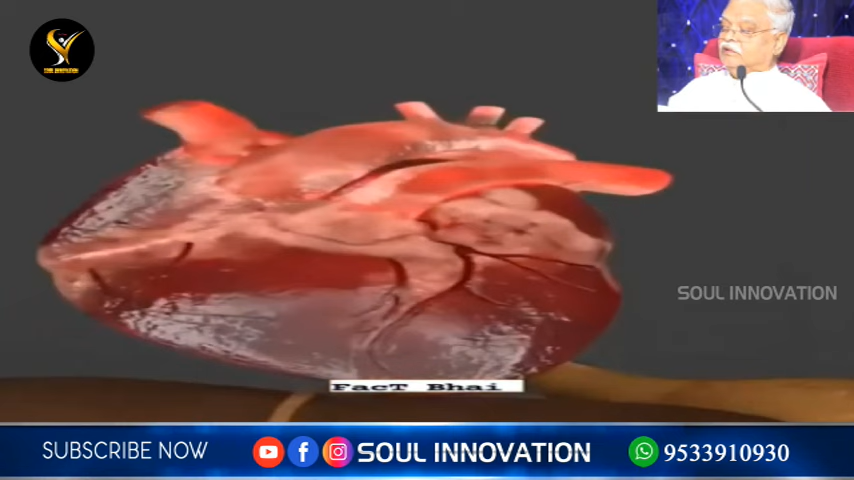 SOUL INNOVATION
FacT Bhai
SUBSCRIBE NOW
SOUL INNOVATION
9533910930